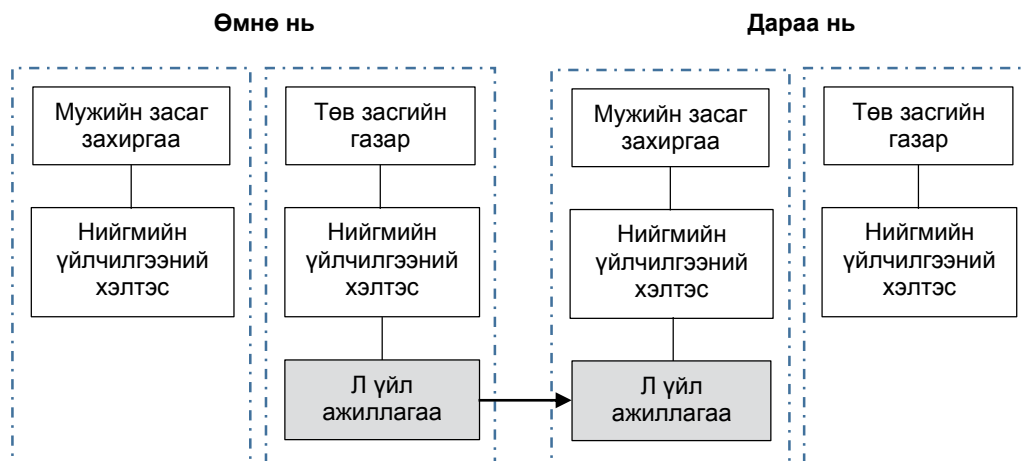 Өмнө нь
Дараа нь
Мужийн засаг
захиргаа
Төв засгийн
газар
Мужийн засаг
захиргаа
Төв засгийн
газар
Нийгмийн
үйлчилгээний
хэлтэс
Нийгмийн
үйлчилгээний
хэлтэс
Нийгмийн
үйлчилгээний
хэлтэс
Нийгмийн
үйлчилгээний
хэлтэс
Л үйл
ажиллагаа
Л үйл
ажиллагаа